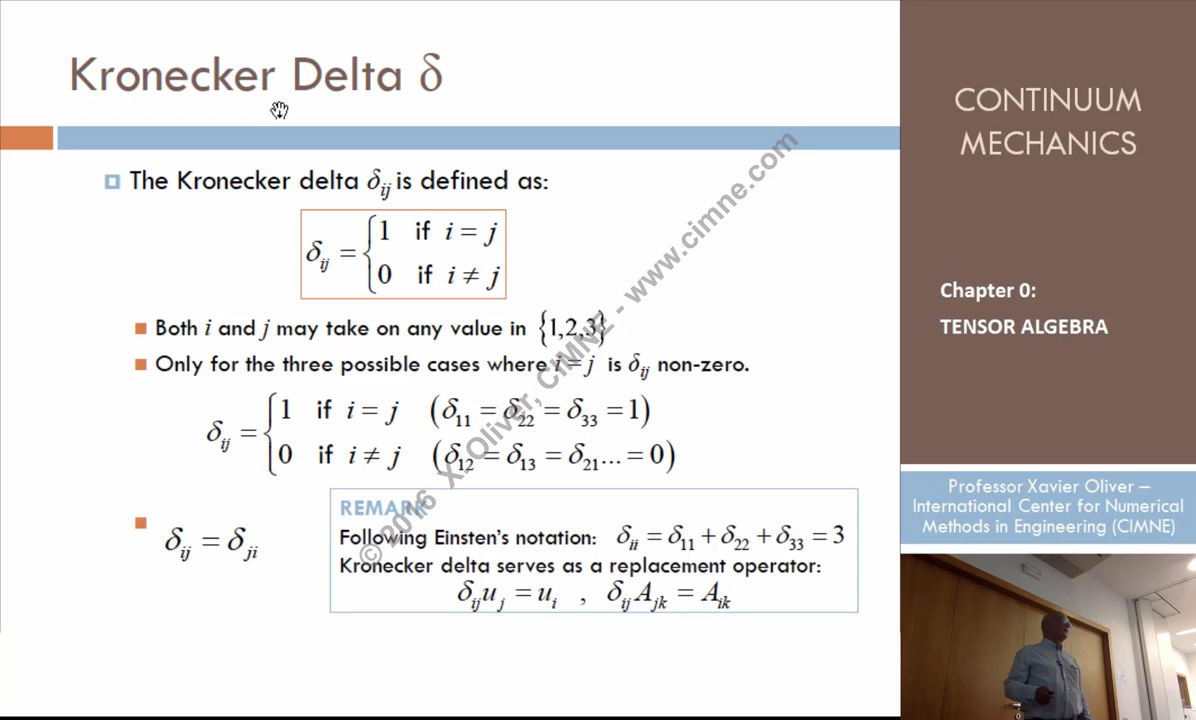 Kronecker Delta δ
The Kronecker delta δij is defined as:
δij = { 1 if i = j
0 if i ≠ j
Both i and j may take on any value in {1,2,3}
Only for the three possible cases where i = j is δij non-zero.
δij = { 1 if i = j (δ11 = δ22 = δ33 = 1)
0 if i ≠ j (δ12 = δ13 = δ21... = 0)
δij = δji
REMARK
Following Einsten's notation: δii = δ11 + δ22 + δ33 = 3
Kronecker delta serves as a replacement operator:
δij uj = ui , δij Ajk = Aik
© 2016 X. Oliver, CIMNE - www.cimne.com
CONTINUUM
MECHANICS
Chapter 0:
TENSOR ALGEBRA
Professor Xavier Oliver –
International Center for Numerical
Methods in Engineering (CIMNE)